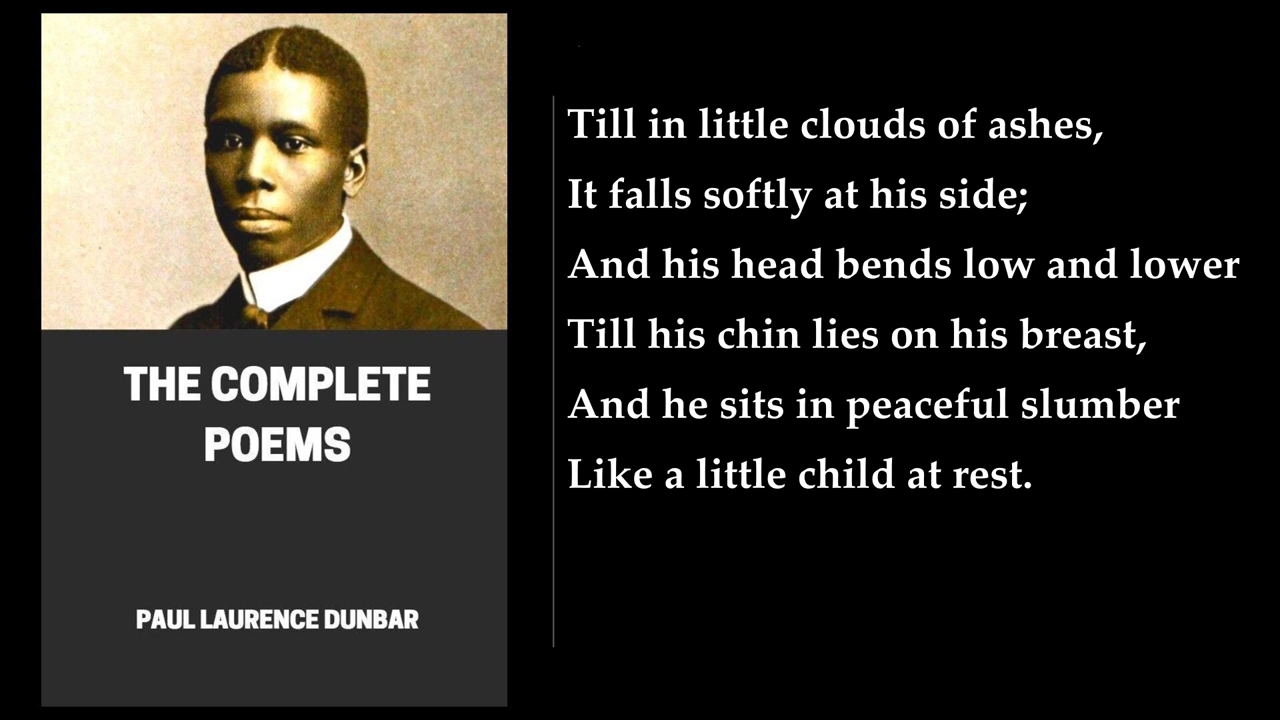 THE COMPLETE
POEMS
PAUL LAURENCE DUNBAR
Till in little clouds of ashes,
It falls softly at his side;
And his head bends low and lower
Till his chin lies on his breast,
And he sits in peaceful slumber
Like a little child at rest.